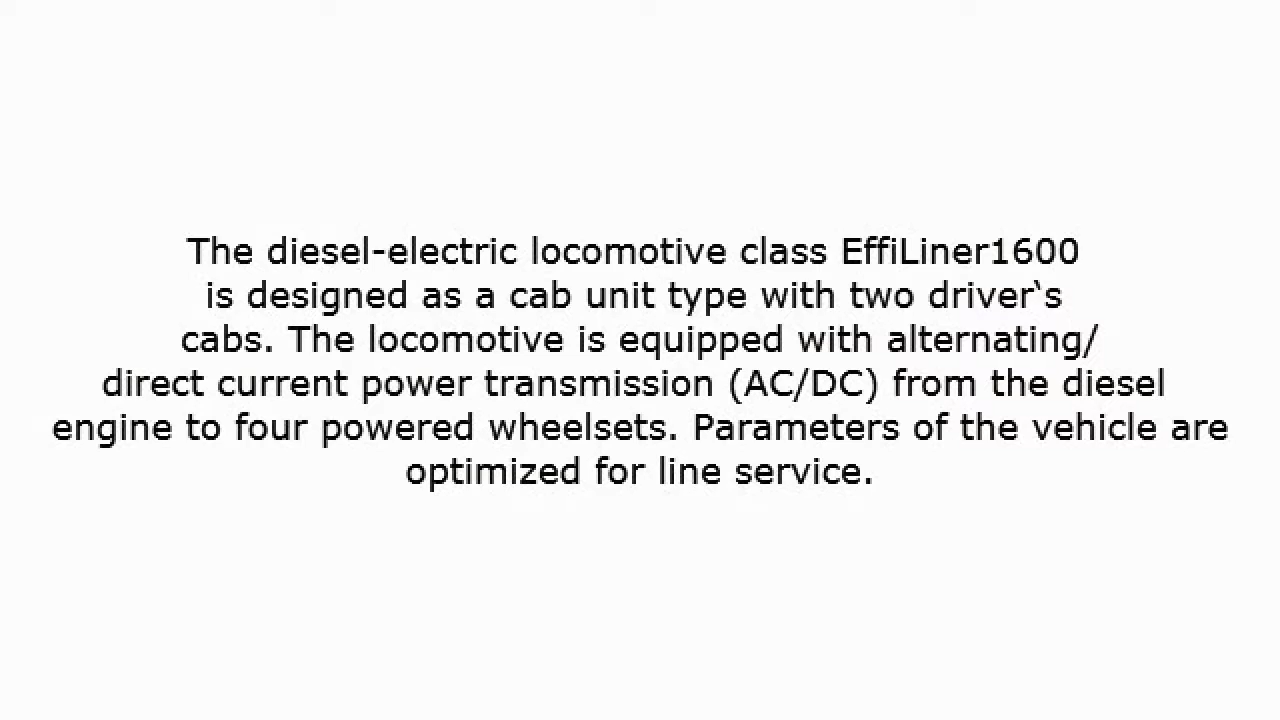 The diesel-electric locomotive class EffiLiner1600
is designed as a cab unit type with two driver‛s
cabs. The locomotive is equipped with alternating/
direct current power transmission (AC/DC) from the diesel
engine to four powered wheelsets. Parameters of the vehicle are
optimized for line service.